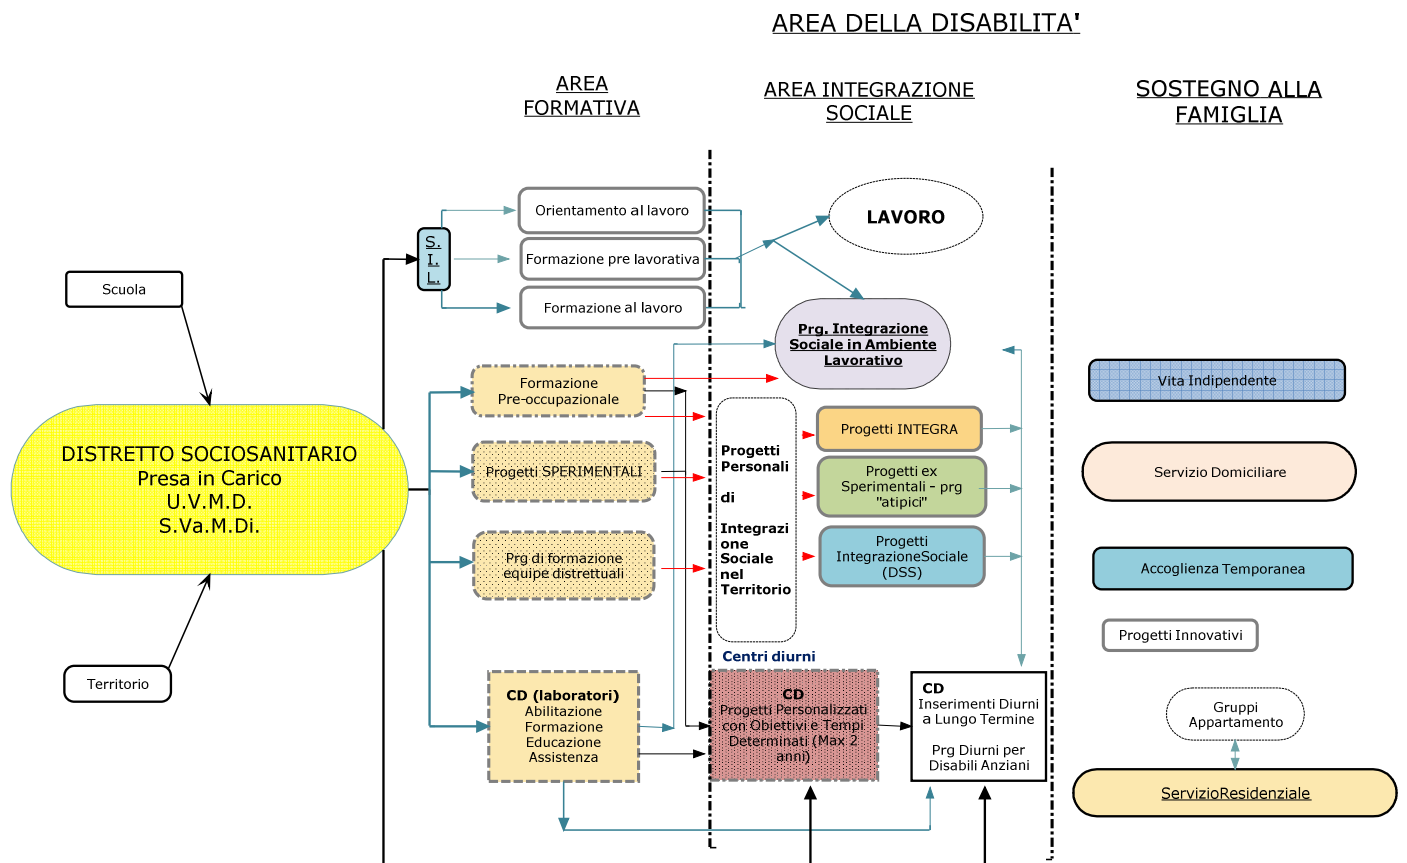 AREA DELLA DISABILITA'
AREA
FORMATIVA
AREA INTEGRAZIONE
SOCIALE
SOSTEGNO ALLA
FAMIGLIA
Orientamento al lavoro
LAVORO
S.
I.
L.
Formazione pre lavorativa
Scuola
Formazione al lavoro
Prg. Integrazione
Sociale in Ambiente
Lavorativo
Formazione
Pre-occupazionale
Vita Indipendente
DISTRETTO SOCIOSANITARIO
Presa in Carico
U.V.M.D.
S.Va.M.Di.
Progetti SPERIMENTALI
Prg di formazione
equipe distrettuali
Progetti
Personali
di
Integrazi
one
Sociale
nel
Territorio
Progetti INTEGRA
Progetti ex
Sperimentali - prg
"atipici"
Progetti
IntegrazioneSociale
(DSS)
Servizio Domiciliare
Accoglienza Temporanea
Progetti Innovativi
Territorio
Centri diurni
CD (laboratori)
Abilitazione
Formazione
Educazione
Assistenza
CD
Progetti Personalizzati
con Obiettivi e Tempi
Determinati (Max 2
anni)
CD
Inserimenti Diurni
a Lungo Termine
Prg Diurni per
Disabili Anziani
Gruppi
Appartamento
ServizioResidenziale